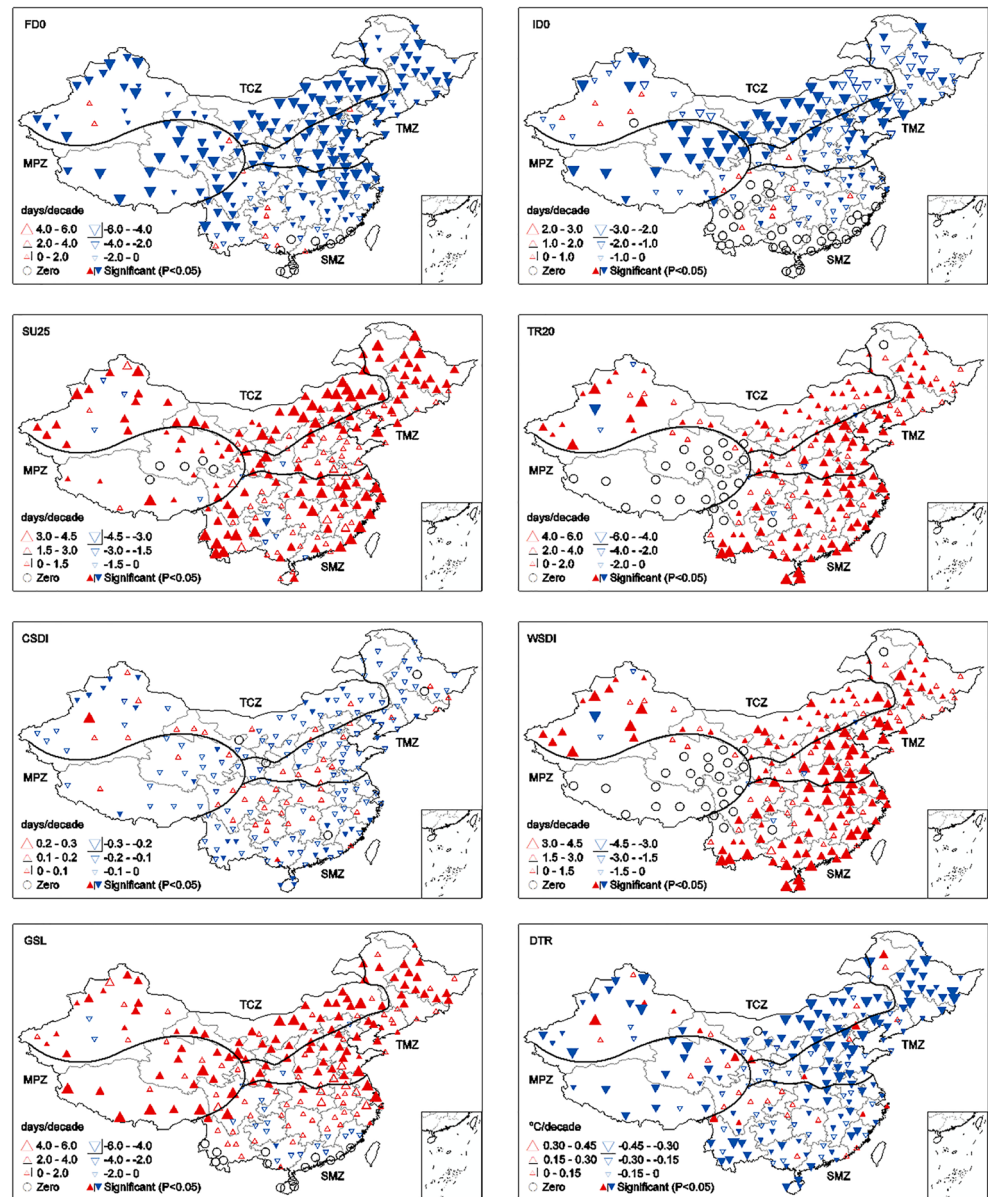 FD0
TCZ
TMZ
MPZ
SMZ
days/decade
4.0 - 6.0 -6.0 - -4.0
2.0 - 4.0 -4.0 - -2.0
0 - 2.0 -2.0 - 0
Zero Significant (P<0.05)
ID0
TCZ
TMZ
MPZ
SMZ
days/decade
2.0 - 3.0 -3.0 - -2.0
1.0 - 2.0 -2.0 - -1.0
0 - 1.0 -1.0 - 0
Zero Significant (P<0.05)
SU25
TCZ
TMZ
MPZ
SMZ
days/decade
3.0 - 4.5 -4.5 - -3.0
1.5 - 3.0 -3.0 - -1.5
0 - 1.5 -1.5 - 0
Zero Significant (P<0.05)
TR20
TCZ
TMZ
MPZ
SMZ
days/decade
4.0 - 6.0 -6.0 - -4.0
2.0 - 4.0 -4.0 - -2.0
0 - 2.0 -2.0 - 0
Zero Significant (P<0.05)
CSDI
TCZ
TMZ
MPZ
SMZ
days/decade
0.2 - 0.3 -0.3 - -0.2
0.1 - 0.2 -0.2 - -0.1
0 - 0.1 -0.1 - 0
Zero Significant (P<0.05)
WSDI
TCZ
TMZ
MPZ
SMZ
days/decade
3.0 - 4.5 -4.5 - -3.0
1.5 - 3.0 -3.0 - -1.5
0 - 1.5 -1.5 - 0
Zero Significant (P<0.05)
GSL
TCZ
TMZ
MPZ
SMZ
days/decade
4.0 - 6.0 -6.0 - -4.0
2.0 - 4.0 -4.0 - -2.0
0 - 2.0 -2.0 - 0
Zero Significant (P<0.05)
DTR
TCZ
TMZ
MPZ
SMZ
°C/decade
0.30 - 0.45 -0.45 - -0.30
0.15 - 0.30 -0.30 - -0.15
0 - 0.15 -0.15 - 0
Zero Significant (P<0.05)